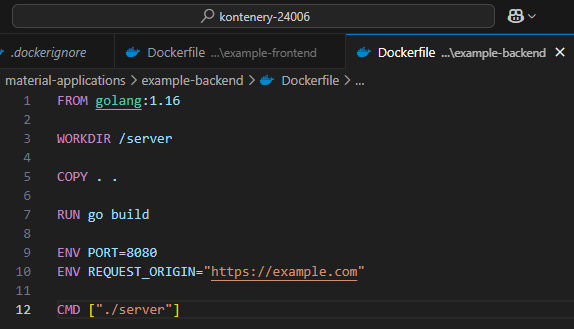 kontenery-24006
.dockerignore
Dockerfile ...\example-frontend
Dockerfile ...\example-backend
material-applications > example-backend > Dockerfile > ...
1 FROM golang:1.16
2
3 WORKDIR /server
4
5 COPY . .
6
7 RUN go build
8
9 ENV PORT=8080
10 ENV REQUEST_ORIGIN="https://example.com"
11
12 CMD ["./server"]